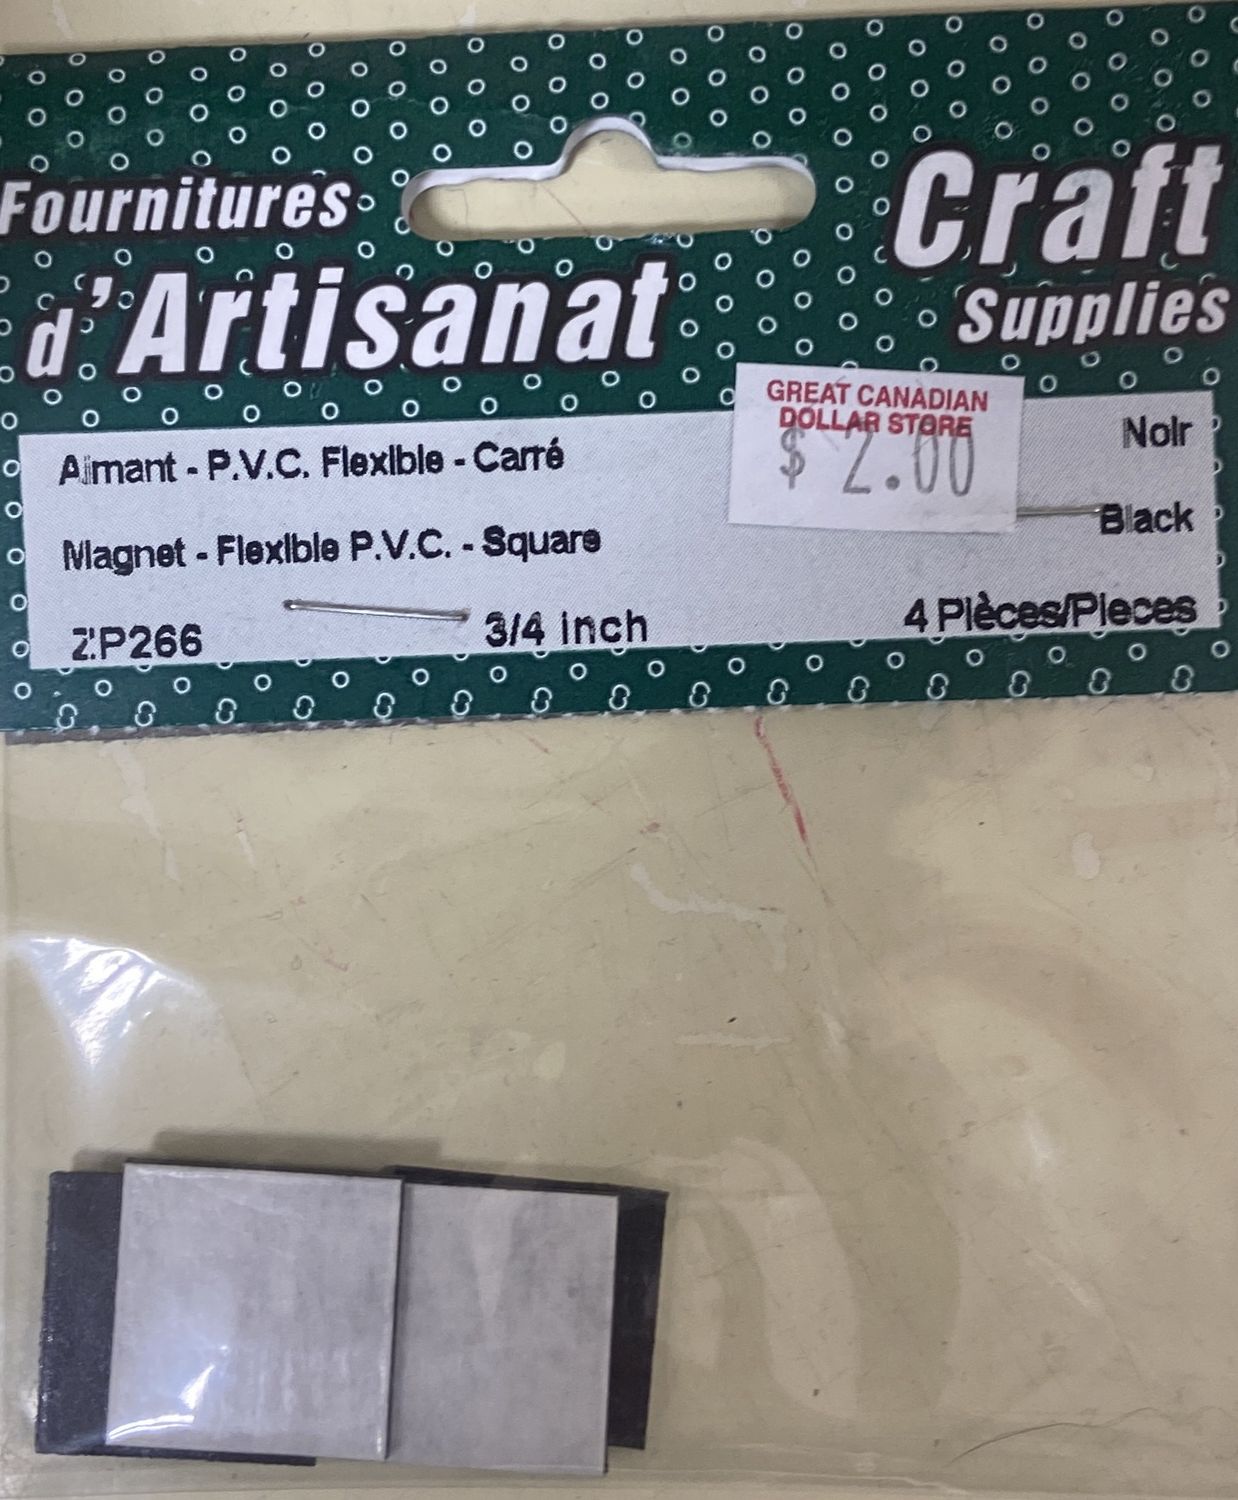 Fournitures
d'Artisanat
Craft
Supplies
GREAT CANADIAN
DOLLAR STORE
$ 2.00
Aimant - P.V.C. Flexible - Carré
Noir
Magnet - Flexible P.V.C. - Square
Black
ZP266
3/4 inch
4 Pièces/Pieces